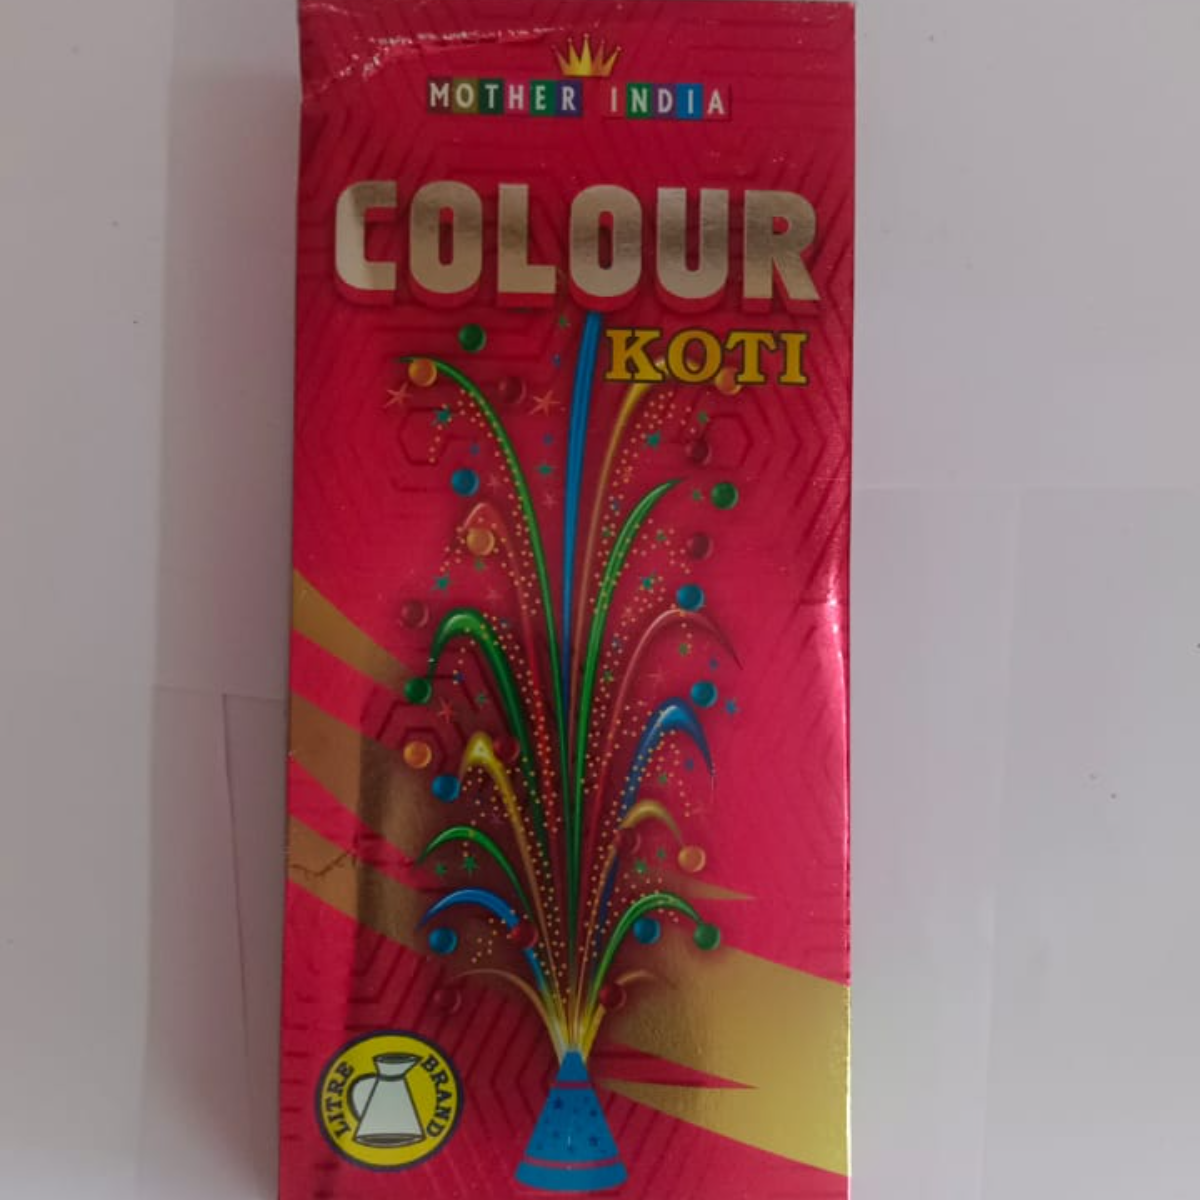 MOTHER INDIA
COLOUR
KOTI
LITRE BRAND